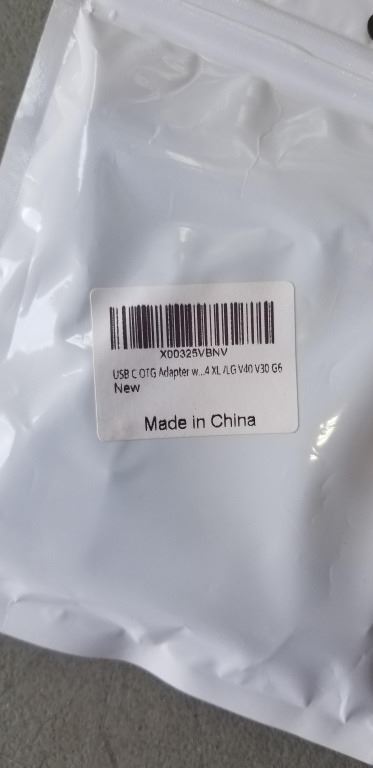 X00325VBNV
USB C OTG Adapter w...4 XL /LG V40 V30 G6
New
Made in China